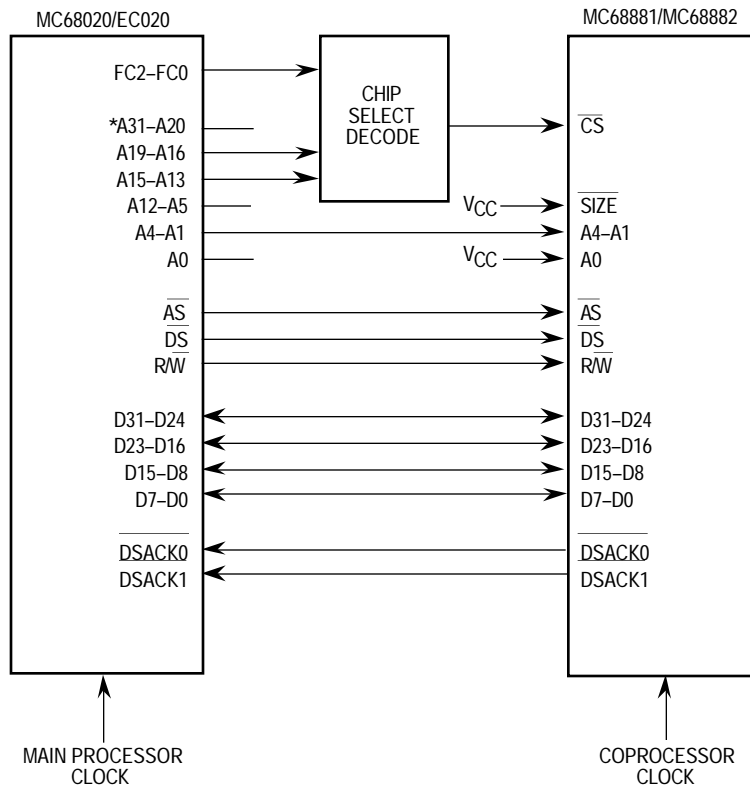 MC68020/EC020
MC68881/MC68882
FC2–FC0
*A31–A20
A19–A16
A15–A13
A12–A5
A4–A1
A0
AS
DS
R/W
D31–D24
D23–D16
D15–D8
D7–D0
DSACK0
DSACK1
CHIP
SELECT
DECODE
VCC
VCC
CS
SIZE
A4–A1
A0
AS
DS
R/W
D31–D24
D23–D16
D15–D8
D7–D0
DSACK0
DSACK1
MAIN PROCESSOR
CLOCK
COPROCESSOR
CLOCK